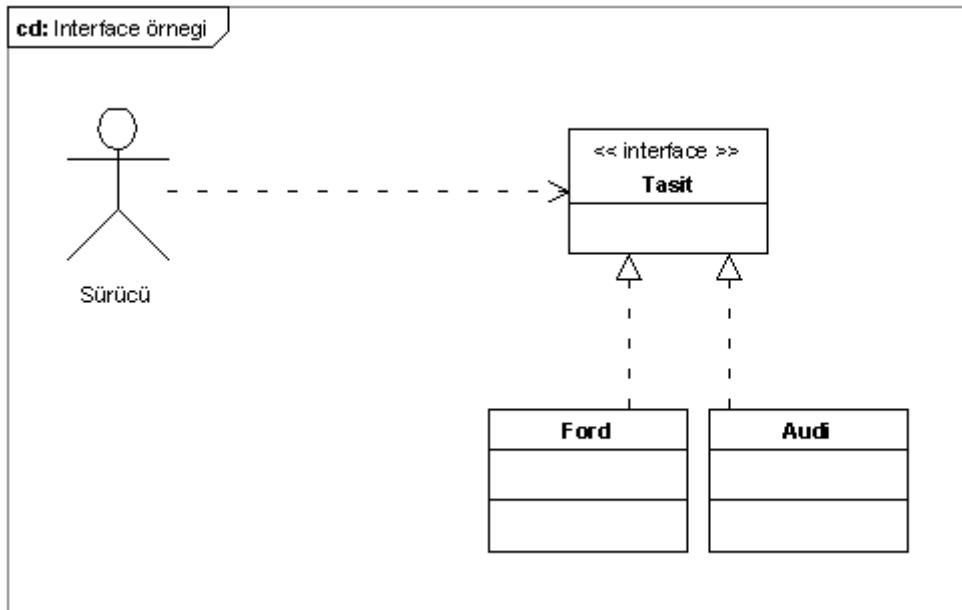 cd: Interface örnegi
<< interface >>
Tasit
Sürücü
Ford
Audi